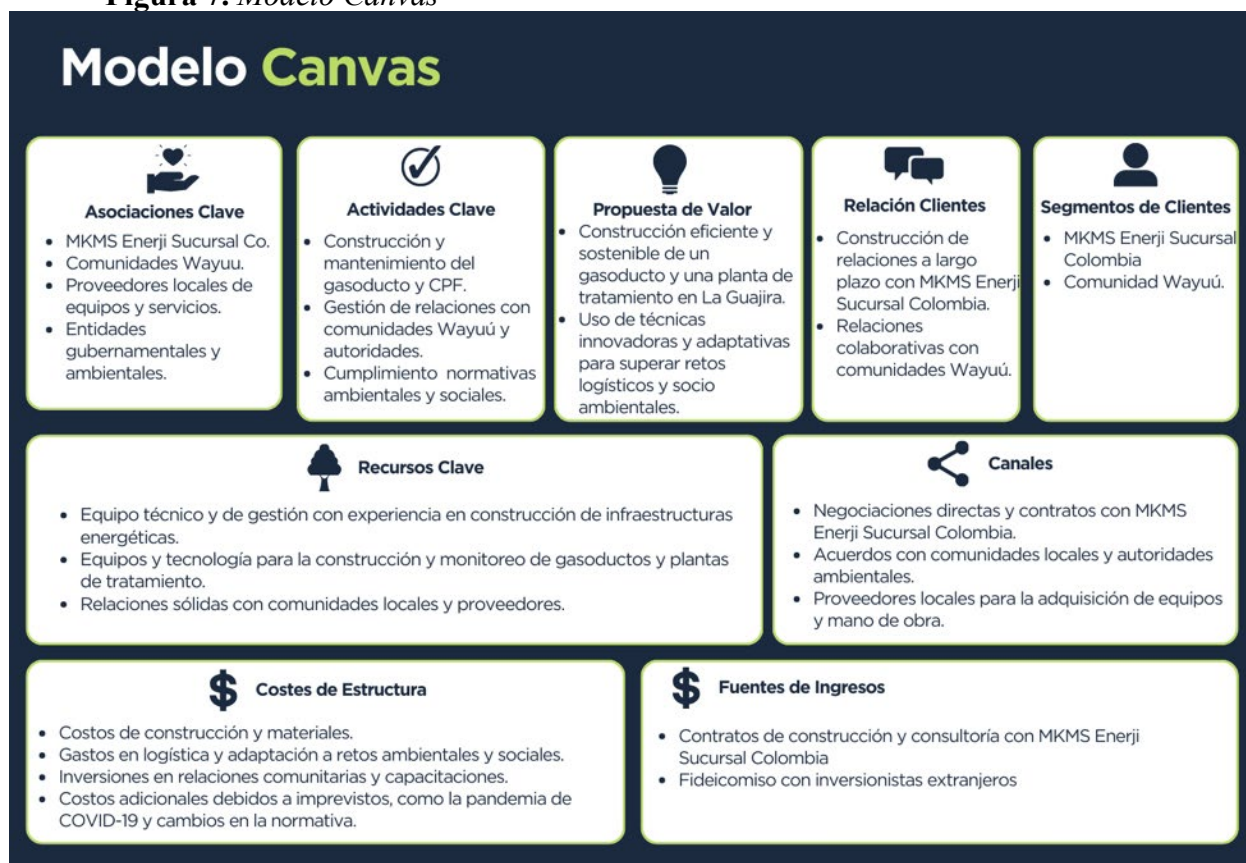 Figura 7. Modelo Canvas
Modelo Canvas
Asociaciones Clave
• MKMS Enerji Sucursal Co.
• Comunidades Wayuu.
• Proveedores locales de
equipos y servicios.
• Entidades
gubernamentales y
ambientales.
Actividades Clave
• Construcción y
mantenimiento del
gasoducto y CPF.
• Gestión de relaciones con
comunidades Wayuú y
autoridades.
• Cumplimiento normativas
ambientales y sociales.
Propuesta de Valor
• Construcción eficiente y
sostenible de un
gasoducto y una planta de
tratamiento en La Guajira.
• Uso de técnicas
innovadoras y adaptativas
para superar retos
logísticos y socio
ambientales.
Relación Clientes
• Construcción de
relaciones a largo
plazo con MKMS Enerji
Sucursal Colombia.
• Relaciones
colaborativas con
comunidades Wayuú.
Segmentos de Clientes
• MKMS Enerji Sucursal
Colombia
• Comunidad Wayuú.
Recursos Clave
• Equipo técnico y de gestión con experiencia en construcción de infraestructuras
energéticas.
• Equipos y tecnología para la construcción y monitoreo de gasoductos y plantas
de tratamiento.
• Relaciones sólidas con comunidades locales y proveedores.
Canales
• Negociaciones directas y contratos con MKMS
Enerji Sucursal Colombia.
• Acuerdos con comunidades locales y autoridades
ambientales.
• Proveedores locales para la adquisición de equipos
y mano de obra.
Costes de Estructura
• Costos de construcción y materiales.
• Gastos en logística y adaptación a retos ambientales y sociales.
• Inversiones en relaciones comunitarias y capacitaciones.
• Costos adicionales debidos a imprevistos, como la pandemia de
COVID-19 y cambios en la normativa.
Fuentes de Ingresos
• Contratos de construcción y consultoría con MKMS Enerji
Sucursal Colombia
• Fideicomiso con inversionistas extranjeros